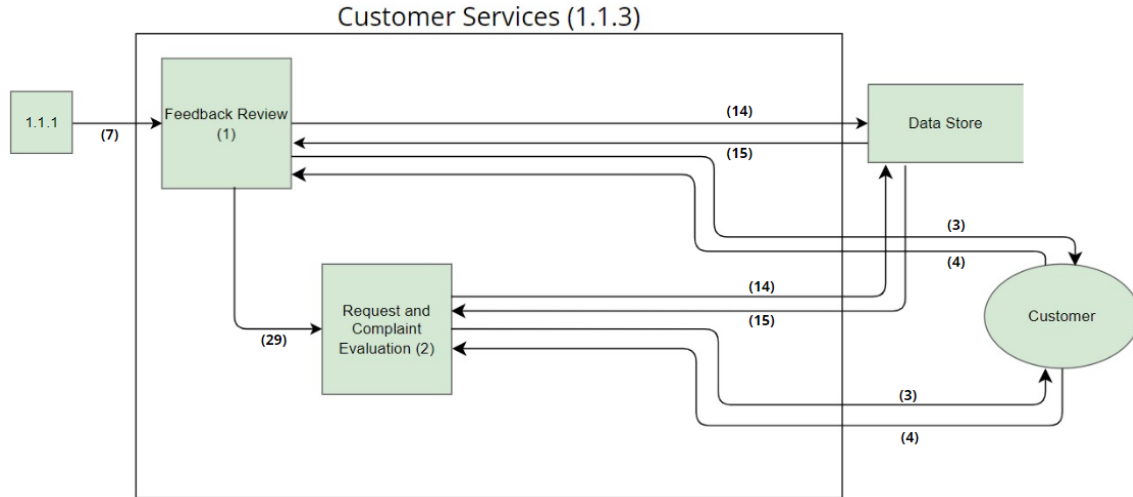 Customer Services (1.1.3)
1.1.1
(7)
Feedback Review
(1)
(14)
(15)
Data Store
(3)
(4)
(29)
Request and
Complaint
Evaluation (2)
(14)
(15)
Customer
(3)
(4)